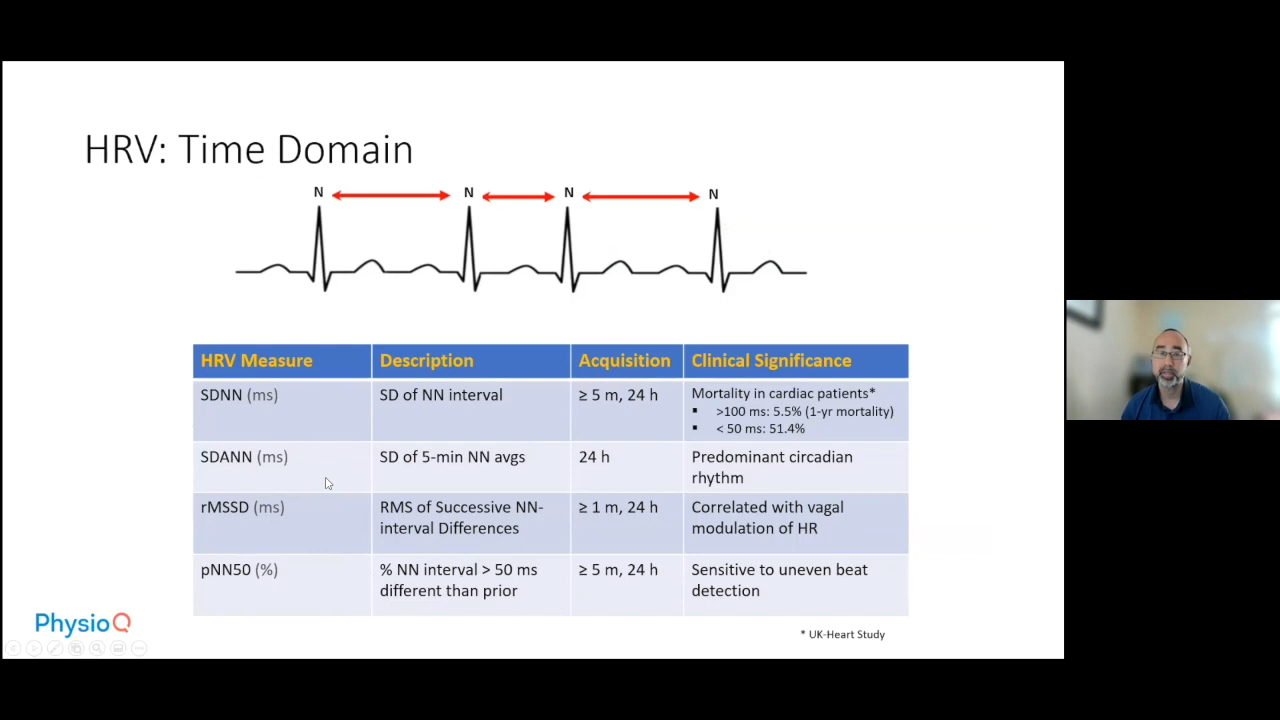 HRV: Time Domain
N N N N
HRV Measure Description Acquisition Clinical Significance
SDNN (ms) SD of NN interval ≥ 5 m, 24 h Mortality in cardiac patients*
▪ >100 ms: 5.5% (1-yr mortality)
▪ < 50 ms: 51.4%
SDANN (ms) SD of 5-min NN avgs 24 h Predominant circadian
rhythm
rMSSD (ms) RMS of Successive NN- ≥ 1 m, 24 h Correlated with vagal
interval Differences modulation of HR
pNN50 (%) % NN interval > 50 ms ≥ 5 m, 24 h Sensitive to uneven beat
different than prior detection
PhysioQ
* UK-Heart Study